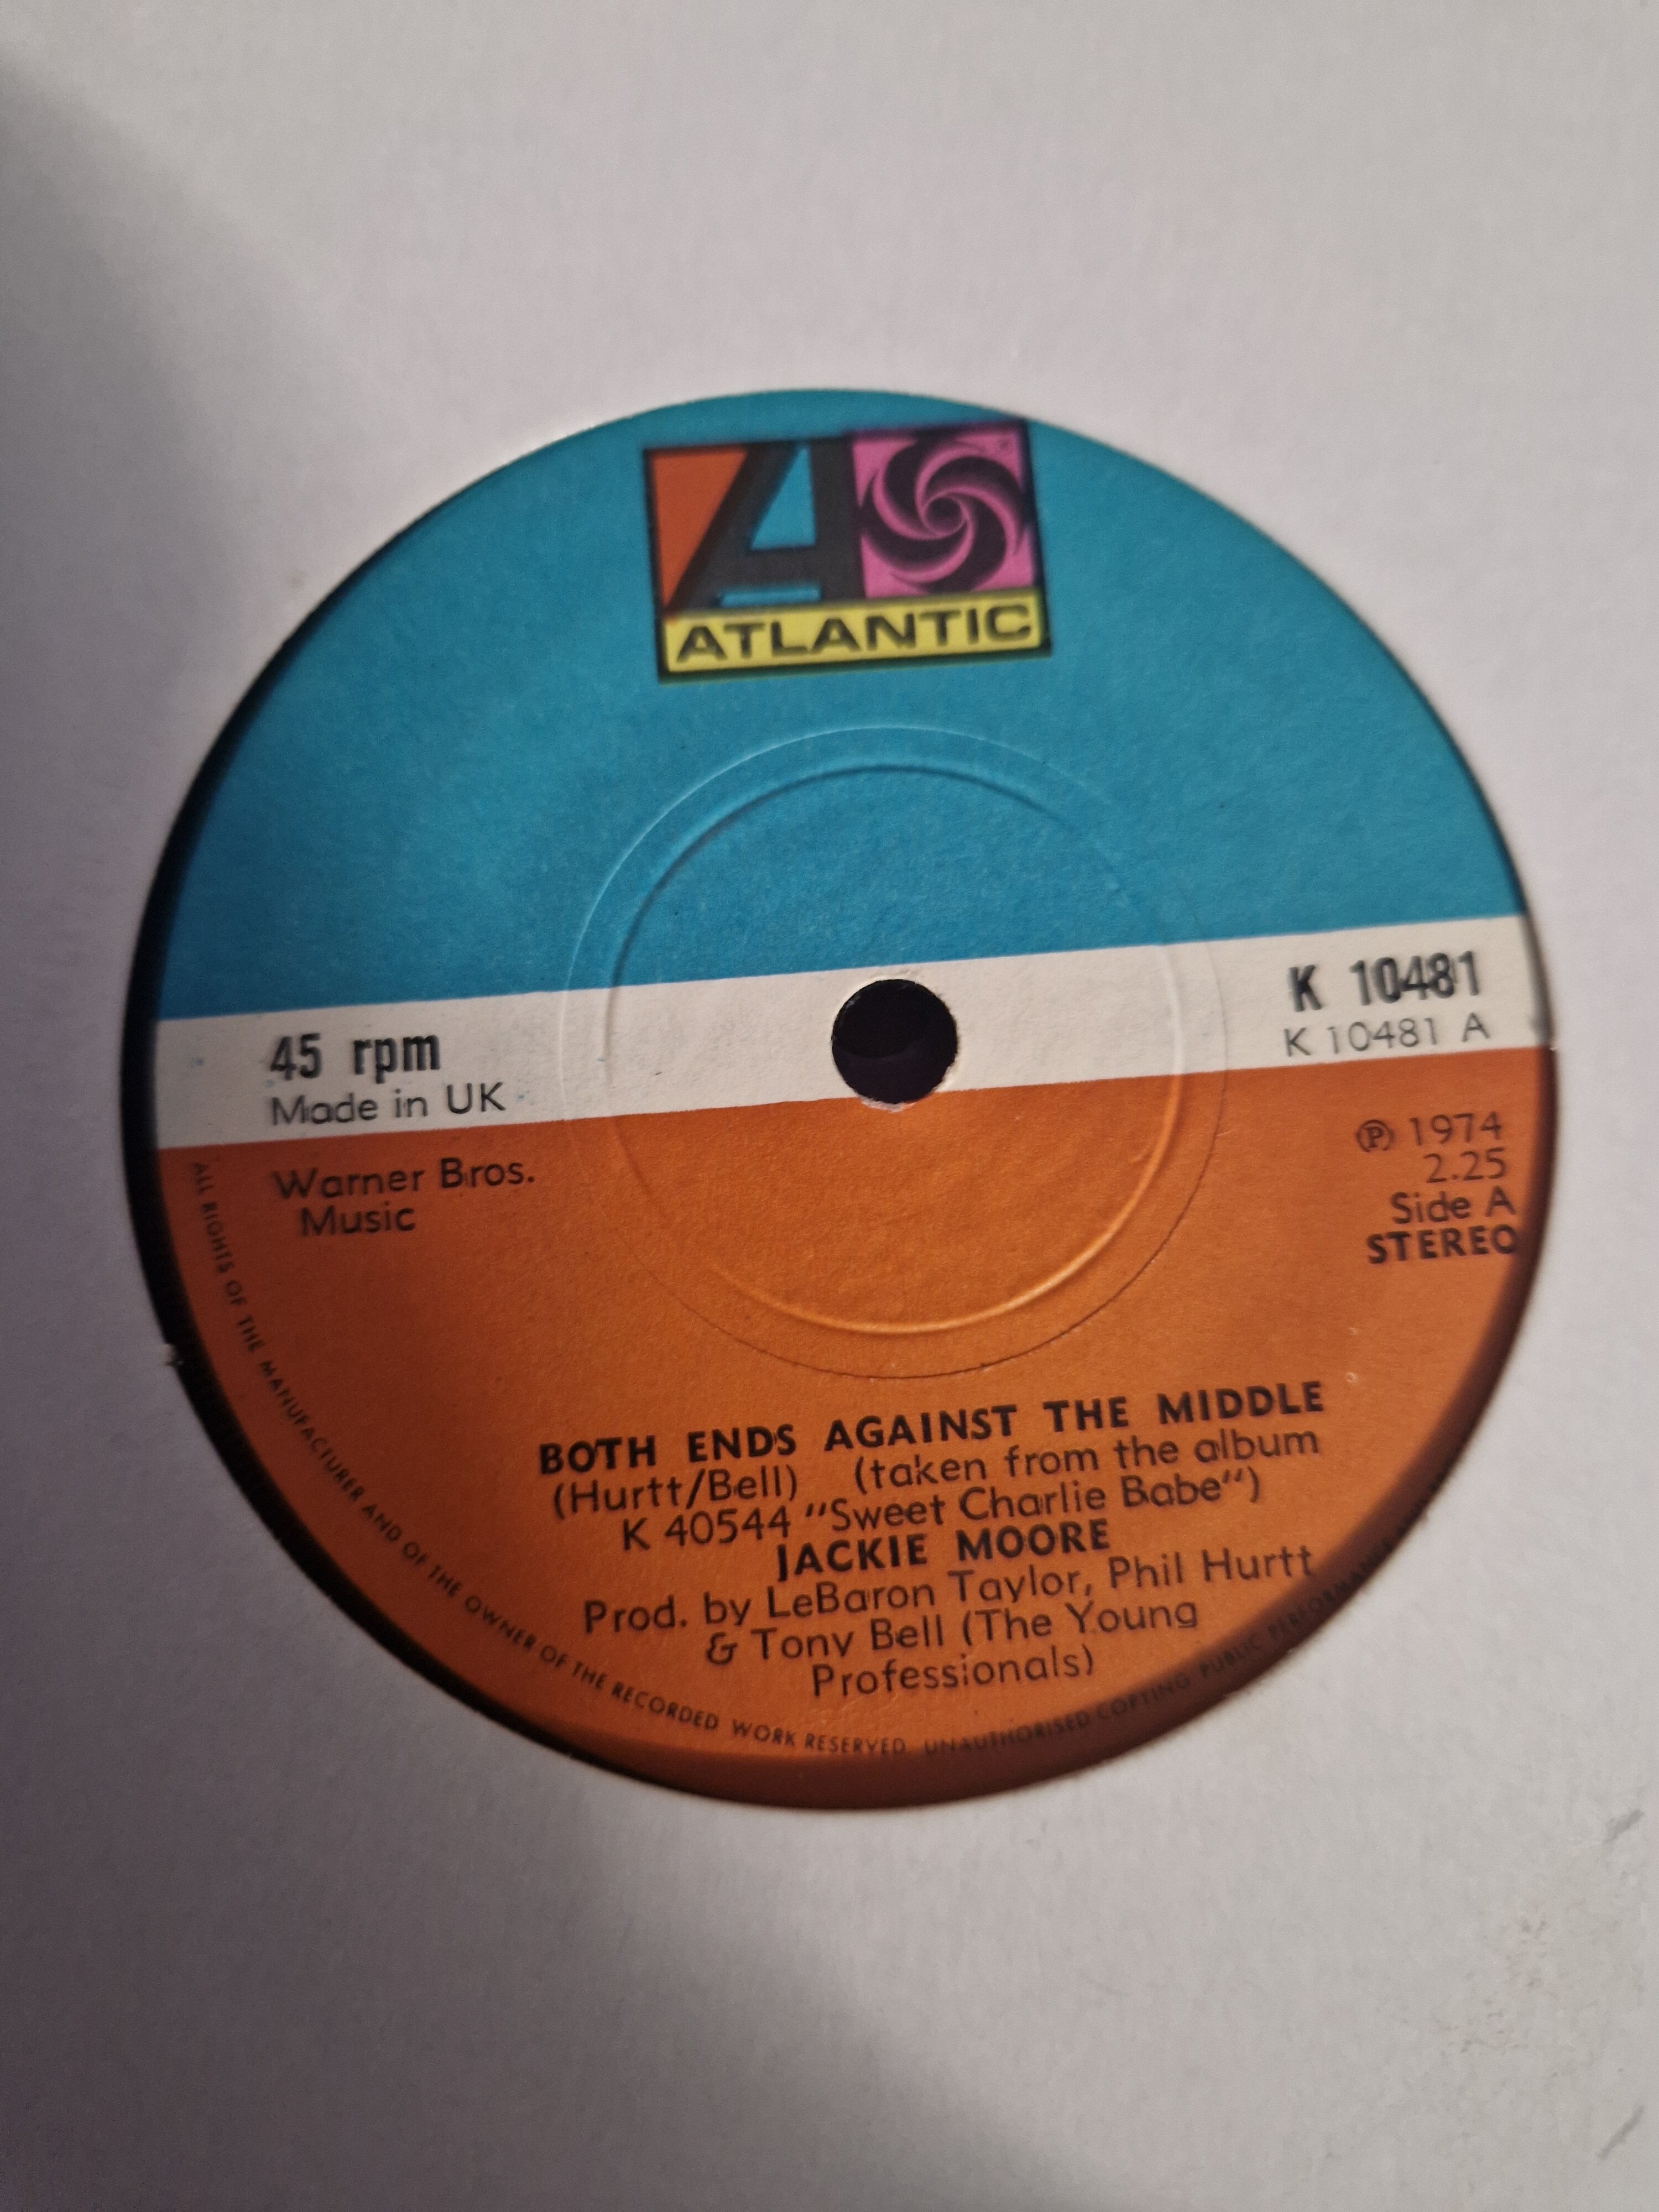 ATLANTIC
K 10481
K 10481 A
45 rpm
Made in UK
Warner Bros.
Music
℗ 1974
2.25
Side A
STEREO
BOTH ENDS AGAINST THE MIDDLE
(Hurtt/Bell) (taken from the album
K 40544 "Sweet Charlie Babe")
JACKIE MOORE
Prod. by LeBaron Taylor, Phil Hurtt
& Tony Bell (The Young
Professionals)
ALL RIGHTS OF THE MANUFACTURER AND OF THE OWNER OF THE RECORDED WORK RESERVED. UNAUTHORISED COPYING PUBLIC PERFORMANCE